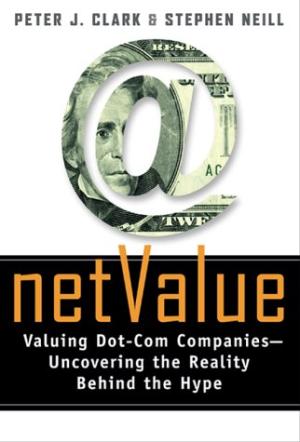 PETER J. CLARK & STEPHEN NEILL
@
netValue
Valuing Dot-Com Companies—
Uncovering the Reality
Behind the Hype